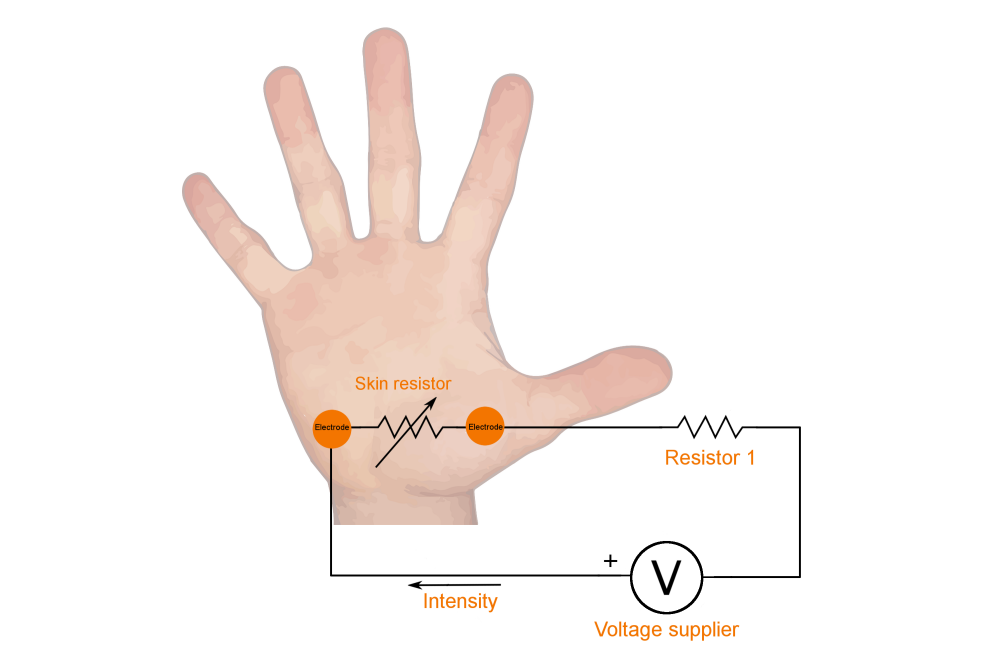 Skin resistor
Electrode
Electrode
Resistor 1
+
V
Intensity
Voltage supplier